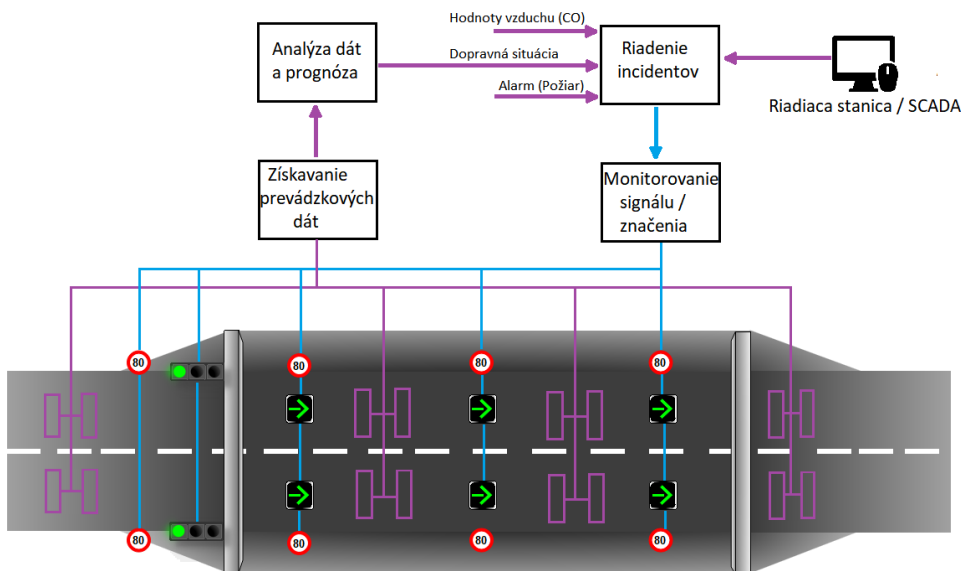 Hodnoty vzduchu (CO)
Analýza dát
a prognóza
Dopravná situácia
Alarm (Požiar)
Riadenie
incidentov
Riadiaca stanica / SCADA
Získavanie
prevádzkových
dát
Monitorovanie
signálu /
značenia
80
80
80
80
80
80
80
80